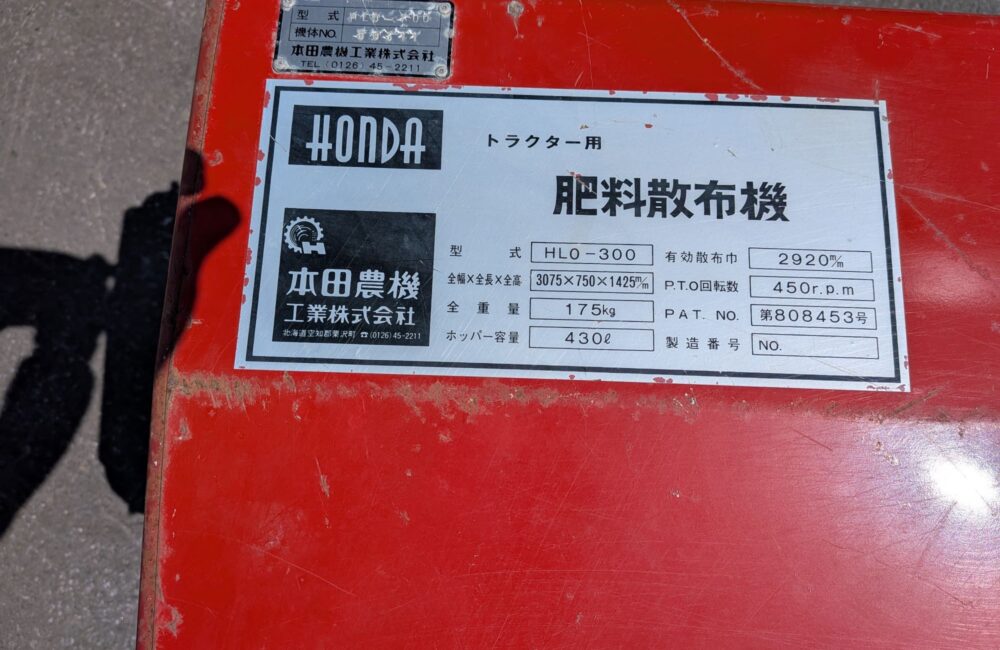 型式
機体NO.
本田農機工業株式会社
TEL (0126) 45-2211
HONDA
トラクター用
肥料散布機
H
本田農機
工業株式会社
北海道空知郡栗沢町 ☎(0126)45-2211
型式 HLO-300
全幅×全長×全高 3075×750×1425m/m
全重量 175kg
ホッパー容量 430ℓ
有効散布巾 2920m/m
P.T.O回転数 450r.p.m
PAT. NO. 第808453号
製造番号 NO.